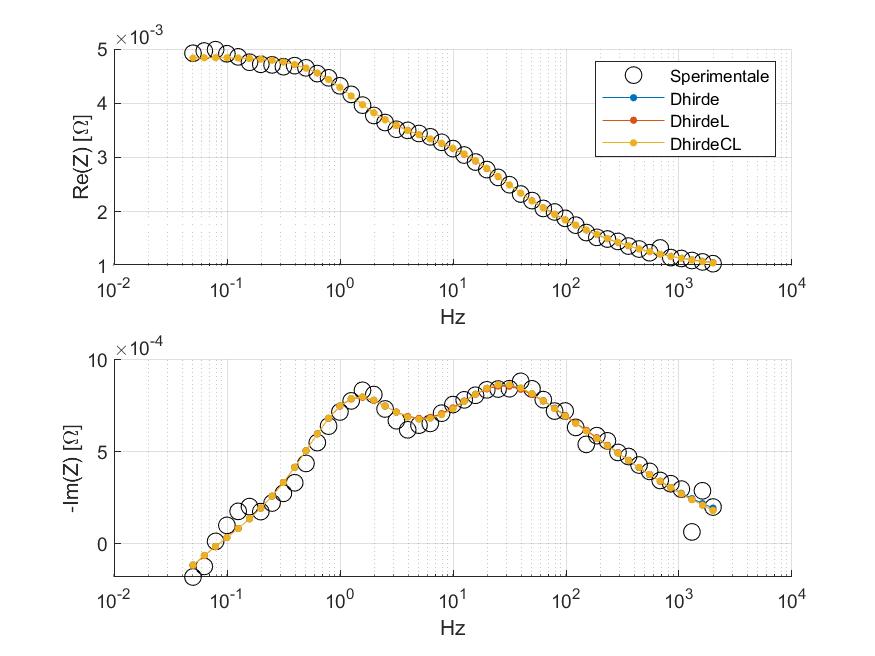 ×10⁻³
5
4
3
2
1
Re(Z) [Ω]
Sperimentale
Dhirde
DhirdeL
DhirdeCL
10⁻² 10⁻¹ 10⁰ 10¹ 10² 10³ 10⁴
Hz
×10⁻⁴
10
5
0
-Im(Z) [Ω]
10⁻² 10⁻¹ 10⁰ 10¹ 10² 10³ 10⁴
Hz